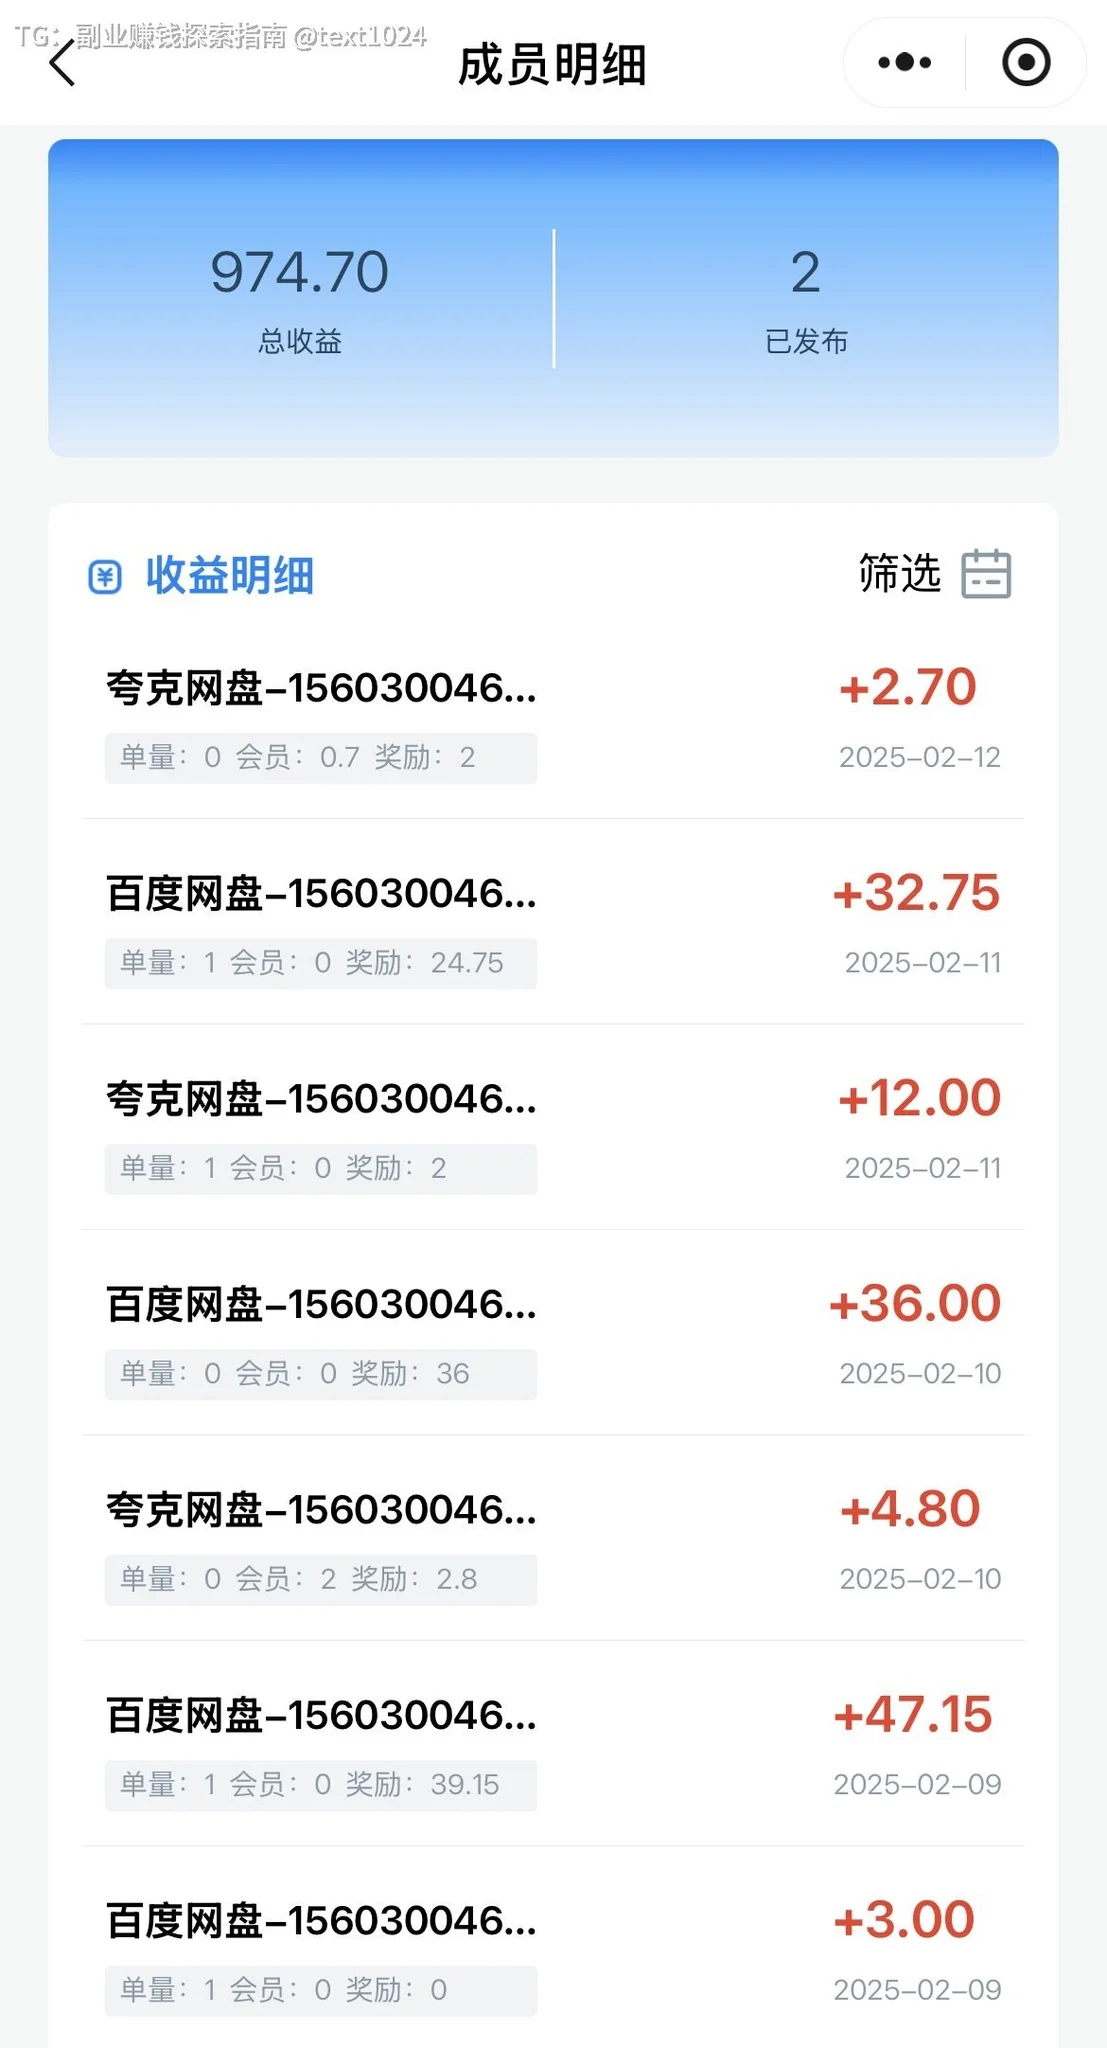 TG：副业赚钱探索指南 @text1024
成员明细
974.70
总收益
2
已发布
收益明细
筛选
夸克网盘–156030046...
+2.70
单量：0 会员：0.7 奖励：2
2025–02–12
百度网盘–156030046...
+32.75
单量：1 会员：0 奖励：24.75
2025–02–11
夸克网盘–156030046...
+12.00
单量：1 会员：0 奖励：2
2025–02–11
百度网盘–156030046...
+36.00
单量：0 会员：0 奖励：36
2025–02–10
夸克网盘–156030046...
+4.80
单量：0 会员：2 奖励：2.8
2025–02–10
百度网盘–156030046...
+47.15
单量：1 会员：0 奖励：39.15
2025–02–09
百度网盘–156030046...
+3.00
单量：1 会员：0 奖励：0
2025–02–09